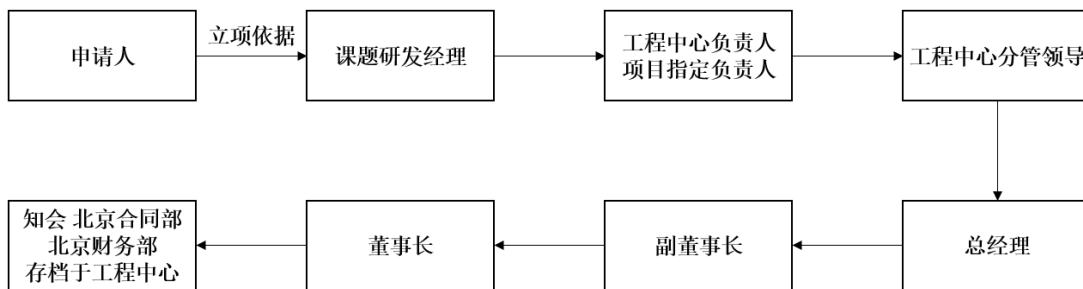 申请人
立项依据
课题研发经理
工程中心负责人
项目指定负责人
工程中心分管领导
总经理
副董事长
董事长
知会 北京合同部
北京财务部
存档于工程中心